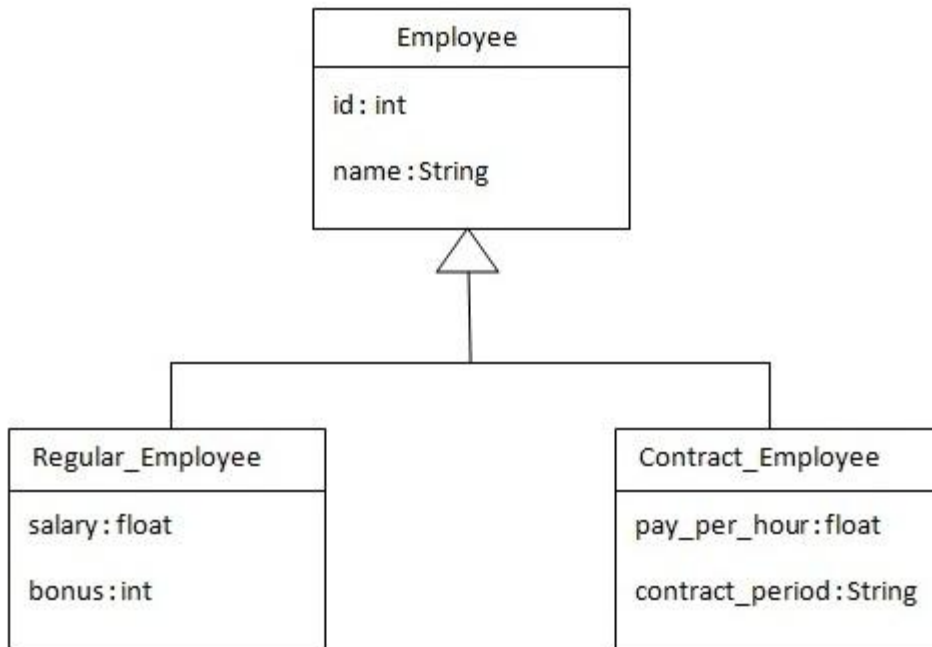 Employee
id: int
name:String
Regular_Employee
salary:float
bonus:int
Contract_Employee
pay_per_hour:float
contract_period:String